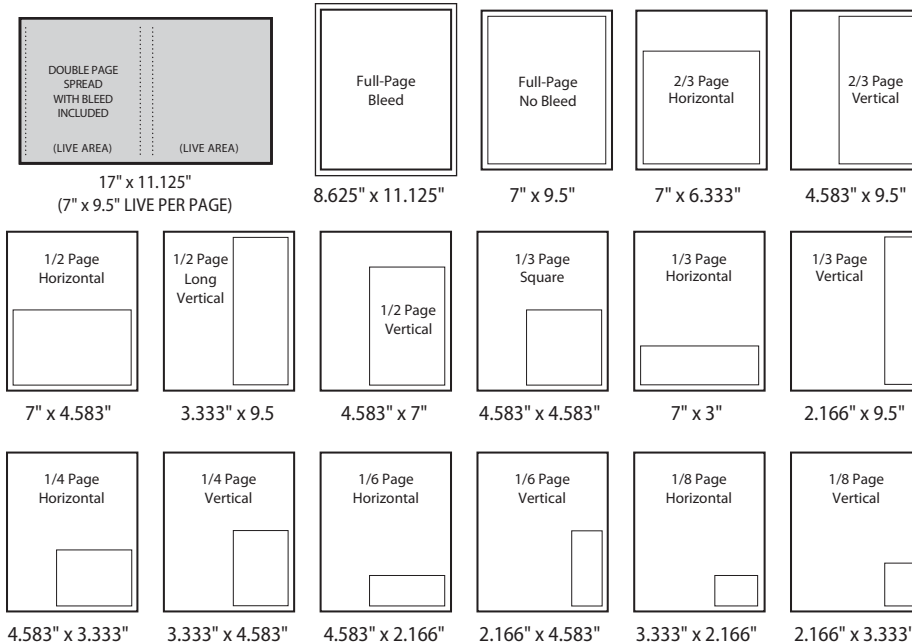 DOUBLE PAGE
SPREAD
WITH BLEED
INCLUDED
(LIVE AREA)
(LIVE AREA)
17" x 11.125"
(7" x 9.5" LIVE PER PAGE)
Full-Page
Bleed
8.625" x 11.125"
Full-Page
No Bleed
7" x 9.5"
2/3 Page
Horizontal
7" x 6.333"
2/3 Page
Vertical
4.583" x 9.5"
1/2 Page
Horizontal
7" x 4.583"
1/2 Page
Long
Vertical
3.333" x 9.5
1/2 Page
Vertical
4.583" x 7"
1/3 Page
Square
4.583" x 4.583"
1/3 Page
Horizontal
7" x 3"
1/3 Page
Vertical
2.166" x 9.5"
1/4 Page
Horizontal
4.583" x 3.333"
1/4 Page
Vertical
3.333" x 4.583"
1/6 Page
Horizontal
4.583" x 2.166"
1/6 Page
Vertical
2.166" x 4.583"
1/8 Page
Horizontal
3.333" x 2.166"
1/8 Page
Vertical
2.166" x 3.333"